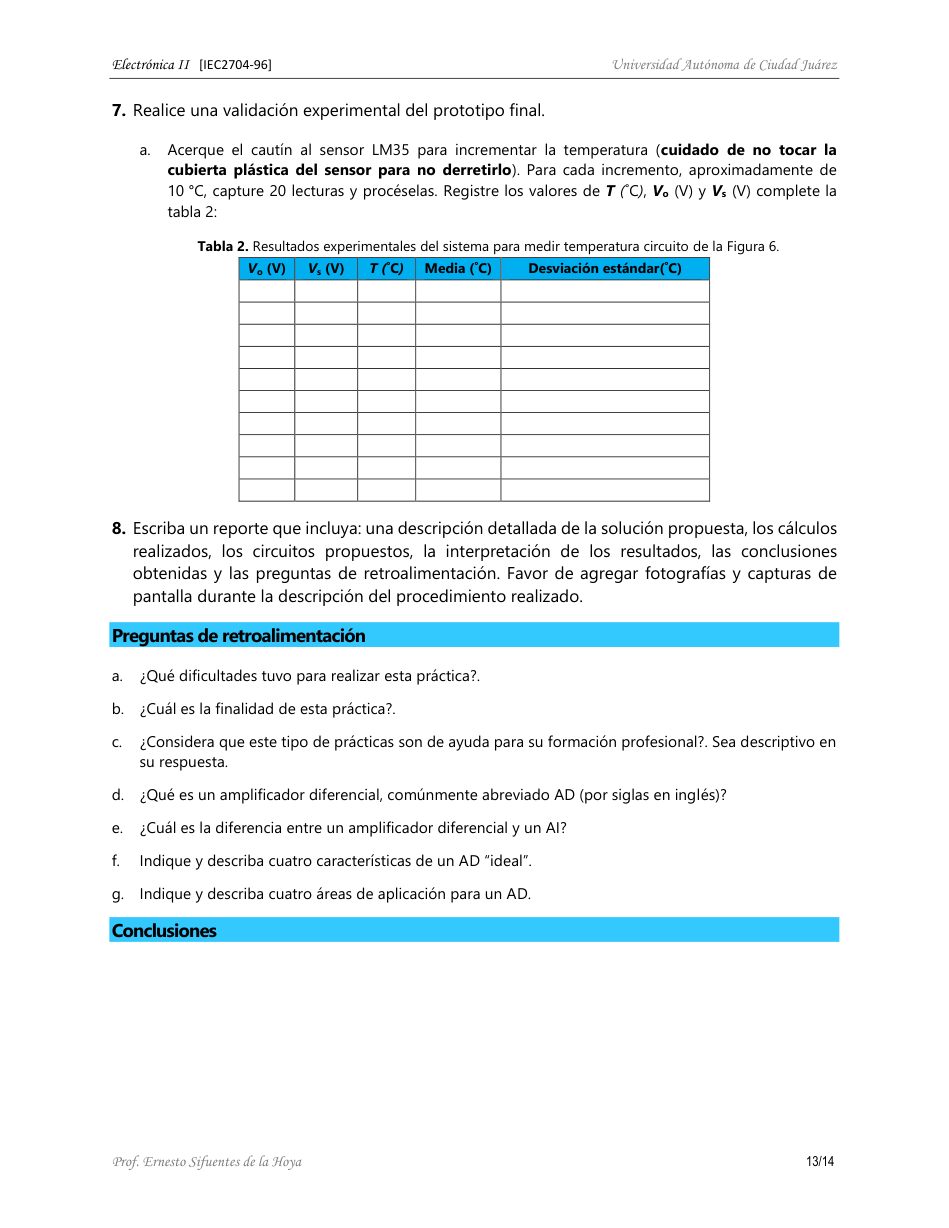 Electrónica II [IEC2704-96] Universidad Autónoma de Ciudad Juárez
7. Realice una validación experimental del prototipo final.
a. Acerque el cautín al sensor LM35 para incrementar la temperatura (cuidado de no tocar la
cubierta plástica del sensor para no derretirlo). Para cada incremento, aproximadamente de
10 °C, capture 20 lecturas y procéselas. Registre los valores de T (˚C), Vo (V) y Vs (V) complete la
tabla 2:
Tabla 2. Resultados experimentales del sistema para medir temperatura circuito de la Figura 6.
Vo (V) Vs (V) T (˚C) Media (˚C) Desviación estándar(˚C)
8. Escriba un reporte que incluya: una descripción detallada de la solución propuesta, los cálculos
realizados, los circuitos propuestos, la interpretación de los resultados, las conclusiones
obtenidas y las preguntas de retroalimentación. Favor de agregar fotografías y capturas de
pantalla durante la descripción del procedimiento realizado.
Preguntas de retroalimentación
a. ¿Qué dificultades tuvo para realizar esta práctica?.
b. ¿Cuál es la finalidad de esta práctica?.
c. ¿Considera que este tipo de prácticas son de ayuda para su formación profesional?. Sea descriptivo en
su respuesta.
d. ¿Qué es un amplificador diferencial, comúnmente abreviado AD (por siglas en inglés)?
e. ¿Cuál es la diferencia entre un amplificador diferencial y un AI?
f. Indique y describa cuatro características de un AD “ideal”.
g. Indique y describa cuatro áreas de aplicación para un AD.
Conclusiones
Prof. Ernesto Sifuentes de la Hoya 13/14